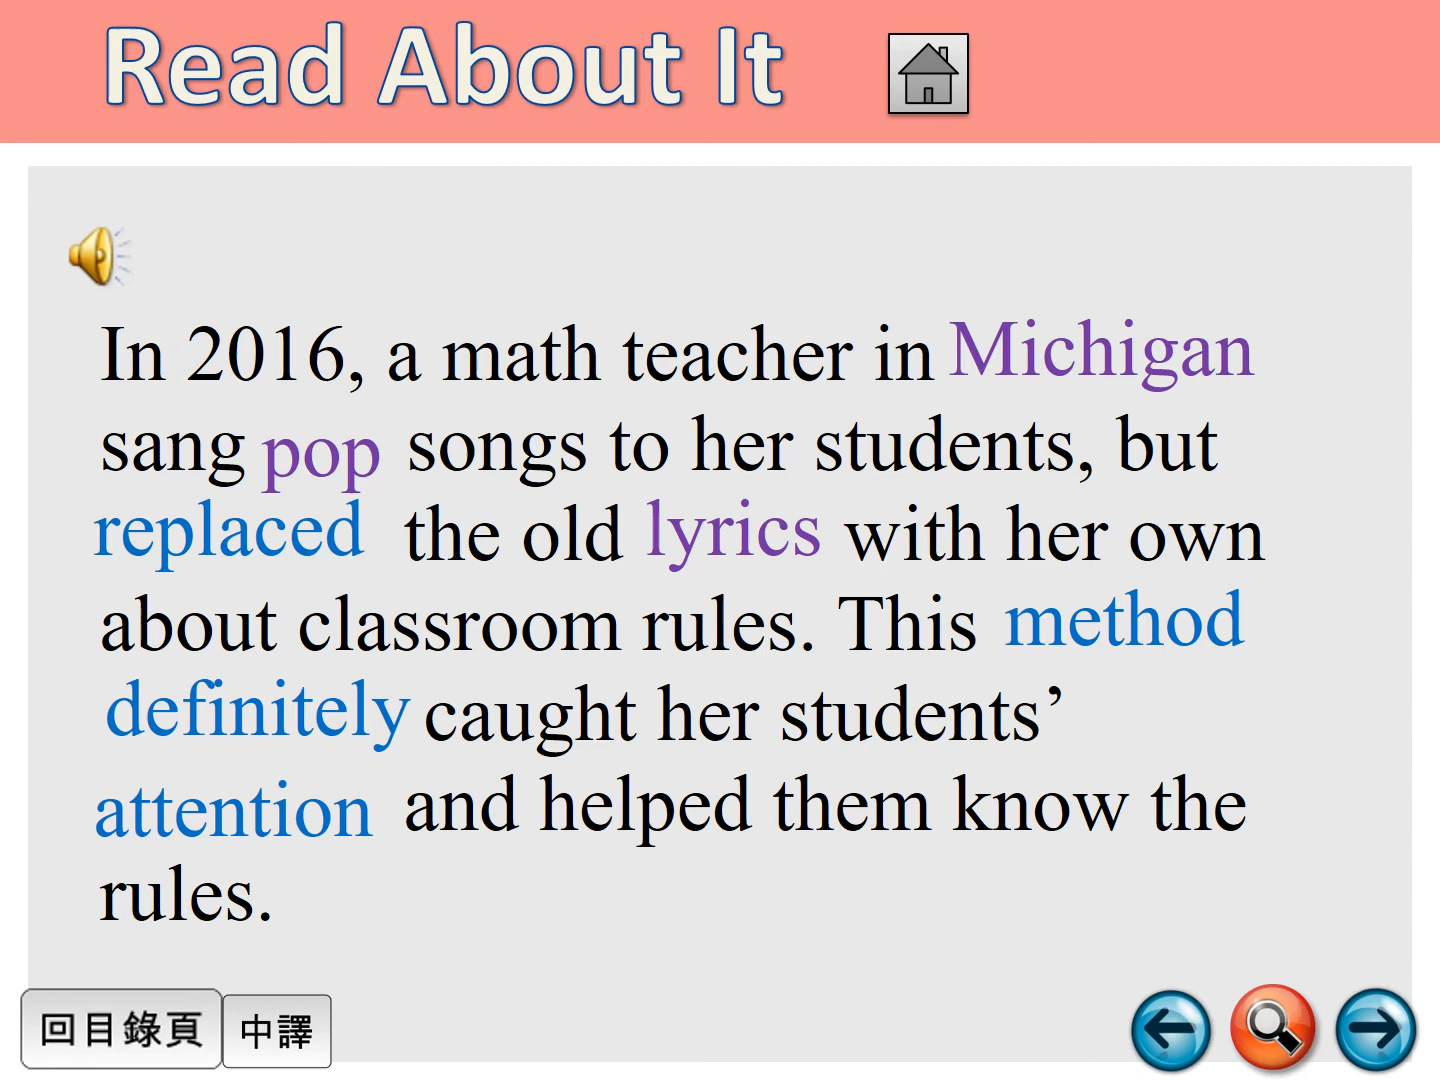 Read About It
In 2016, a math teacher in Michigan
sang pop songs to her students, but
replaced the old lyrics with her own
about classroom rules. This method
definitely caught her students’
attention and helped them know the
rules.
回目錄頁 中譯